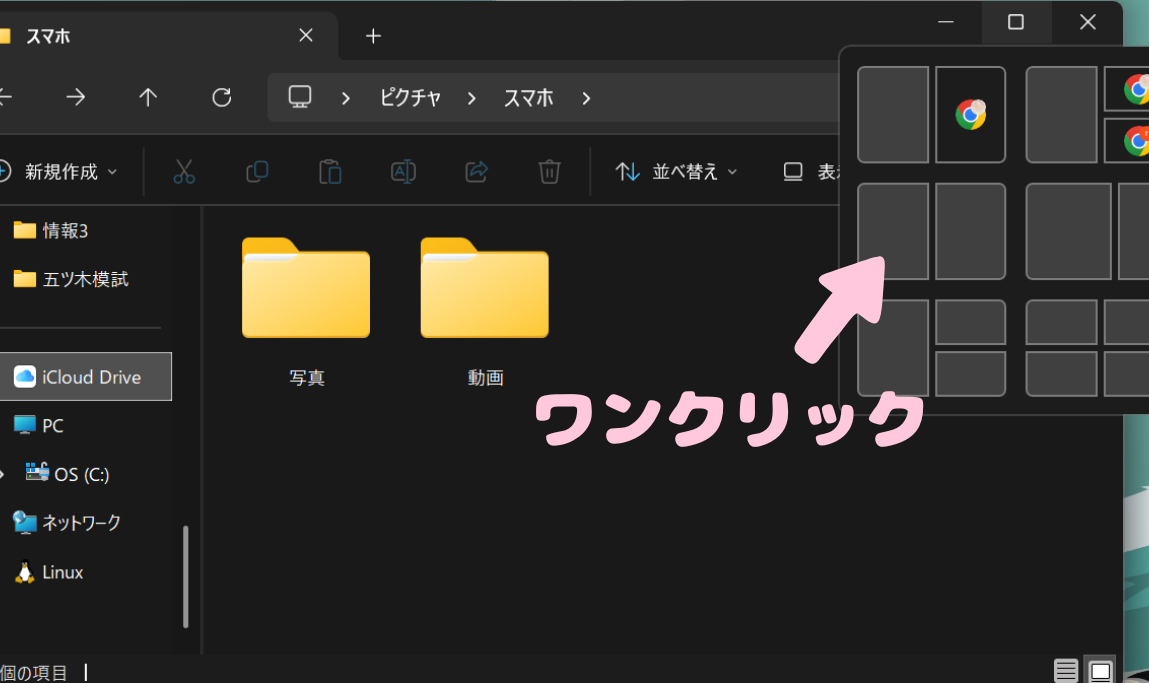 スマホ
ピクチャ
スマホ
新規作成
並べ替え
情報3
五ツ木模試
写真
動画
iCloud Drive
ワンクリック
PC
OS (C:)
ネットワーク
Linux
個の項目